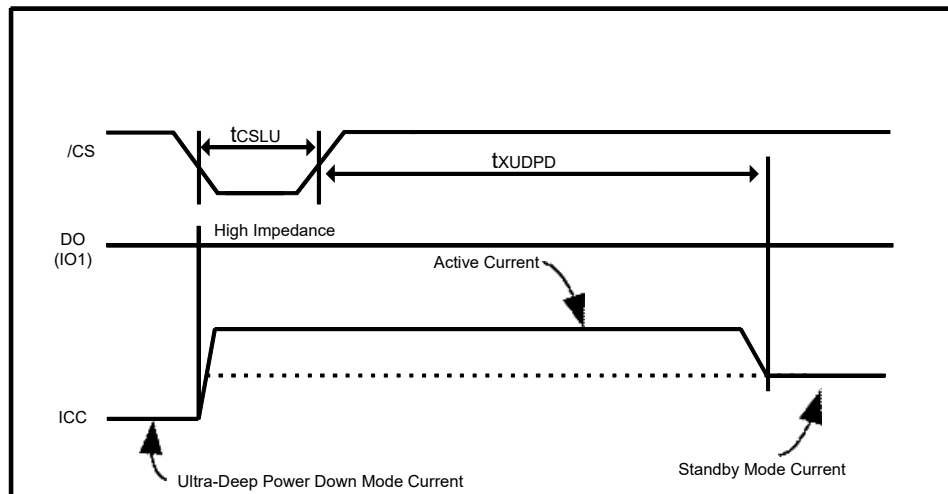 tCSLU
/CS
tXUDPD
DO
(IO1)
High Impedance
Active Current
ICC
Ultra-Deep Power Down Mode Current
Standby Mode Current